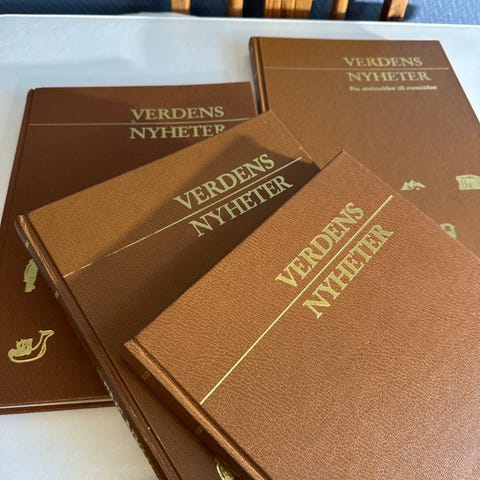 VERDENS
NYHETER
VERDENS
NYHETER
Fra steinalder til romalder
VERDENS
NYHETER
VERDENS
NYHETER